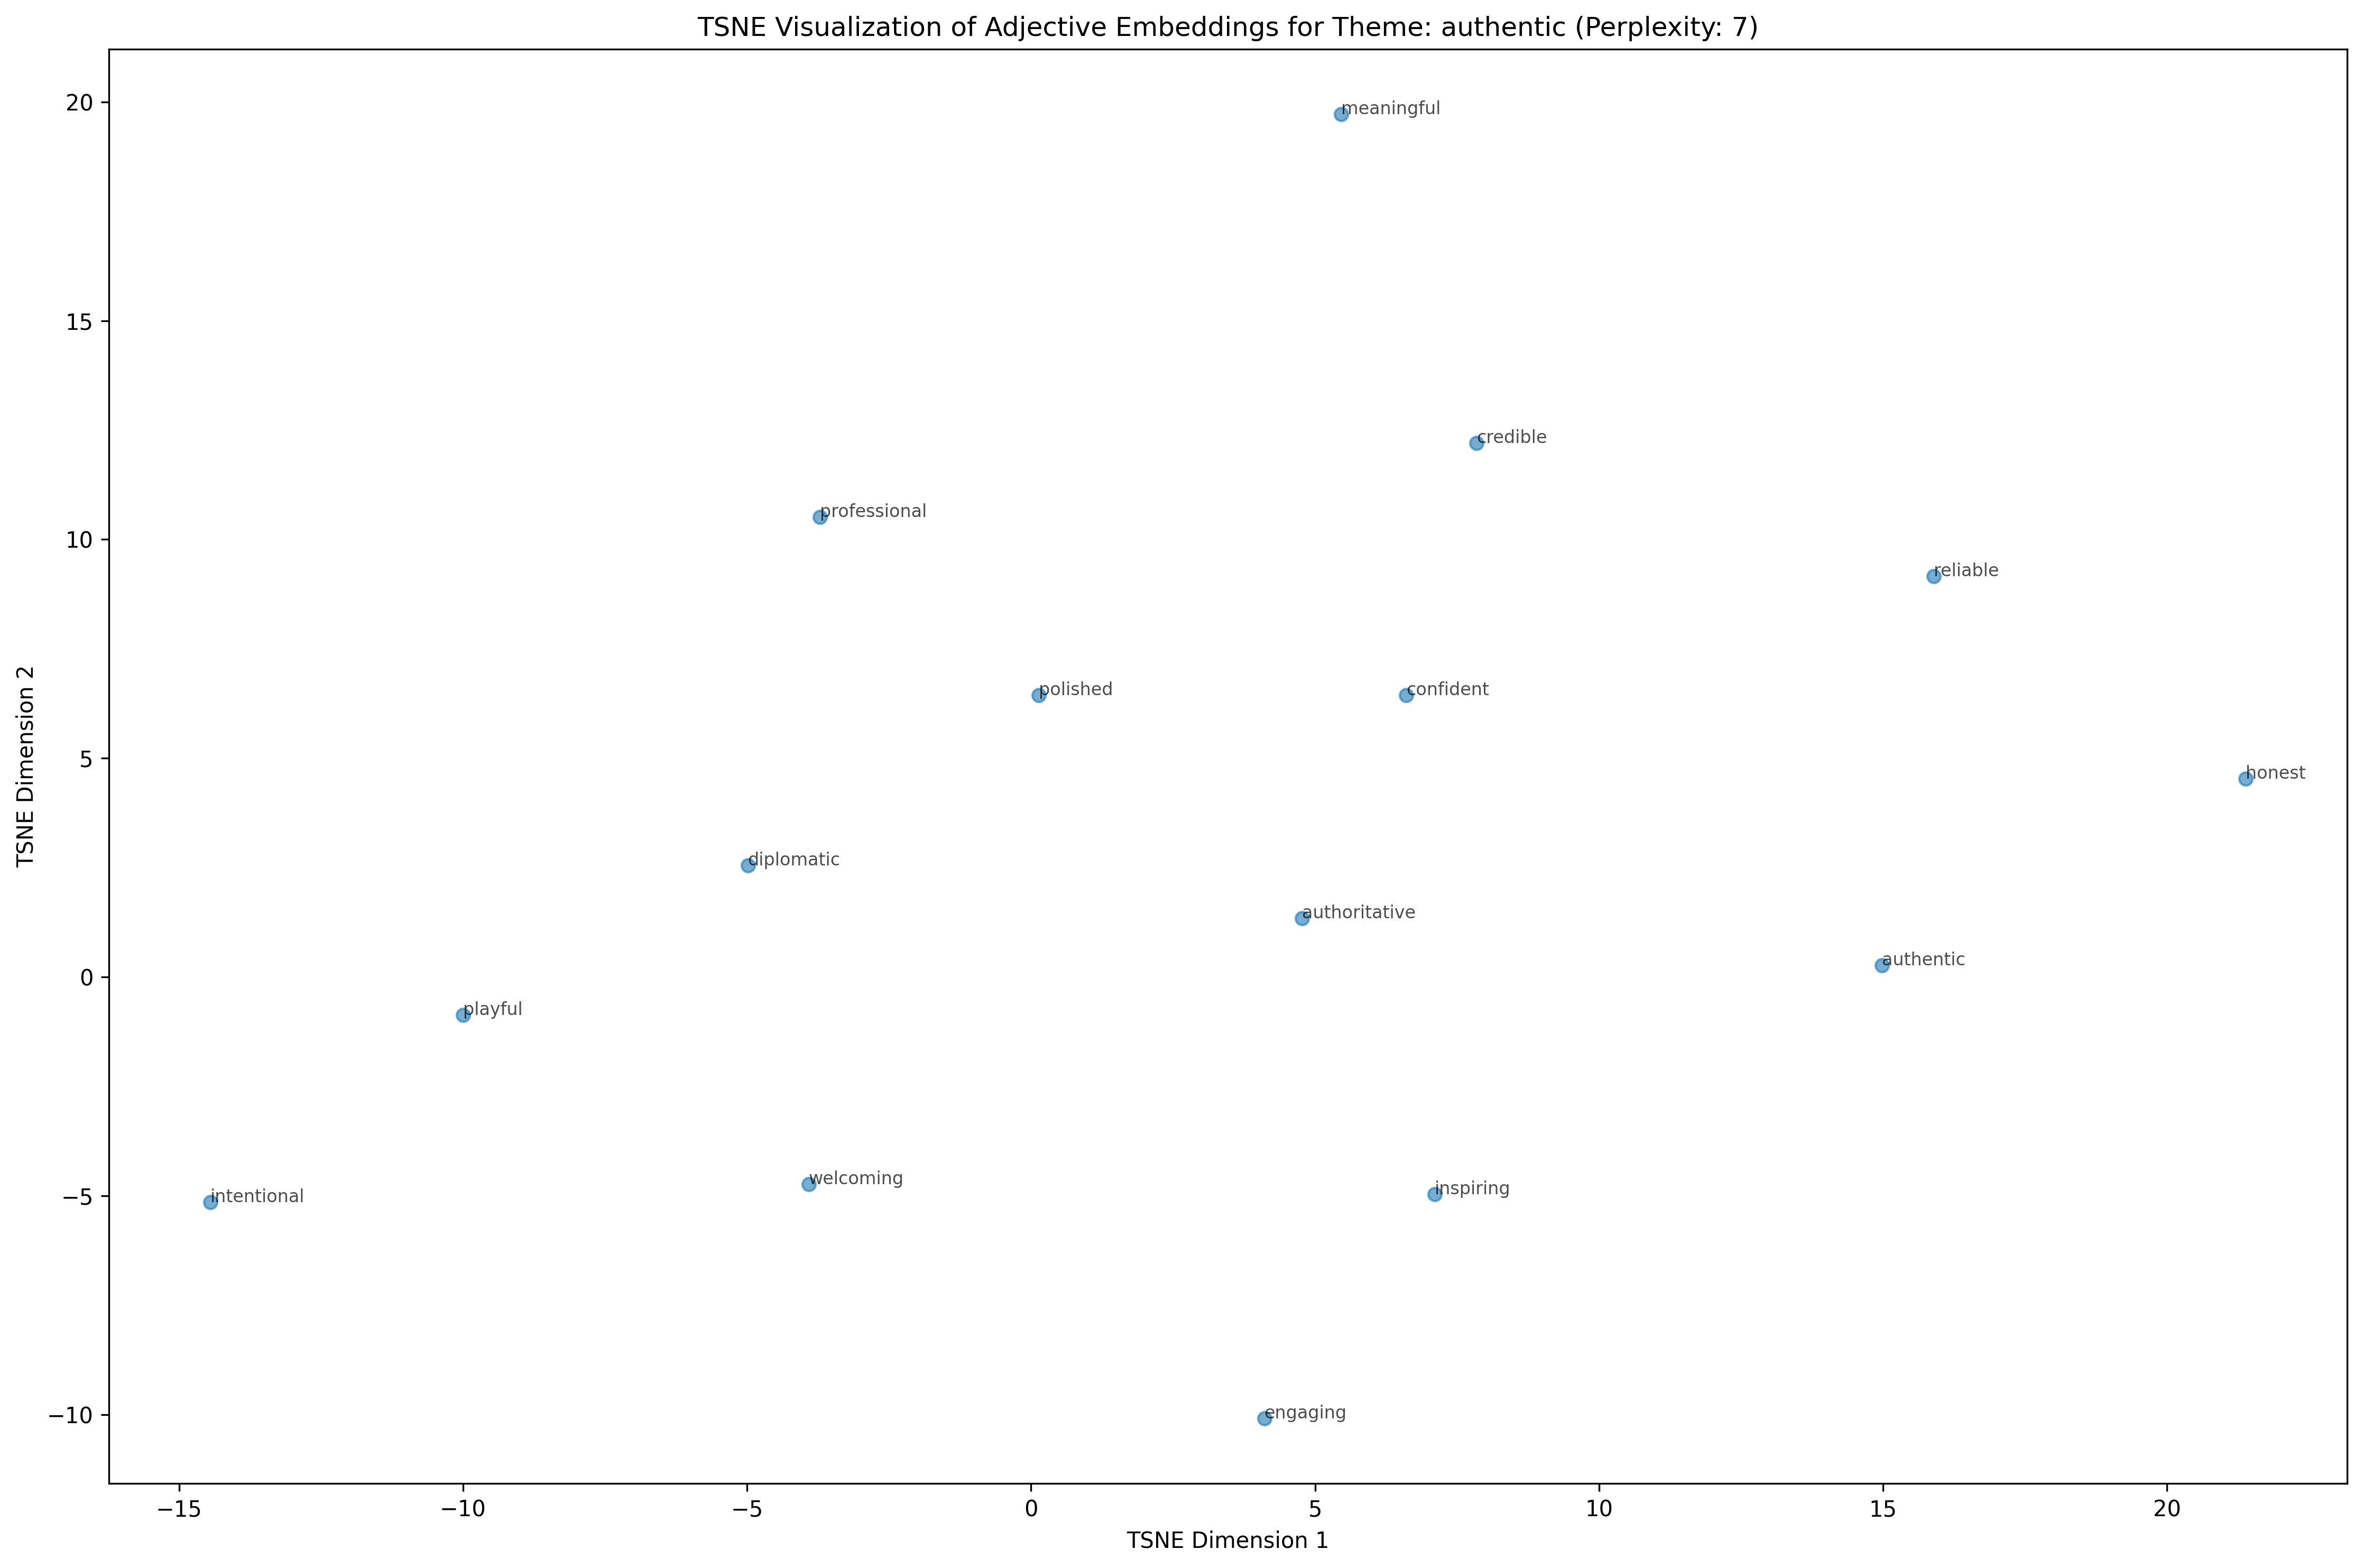 TSNE Visualization of Adjective Embeddings for Theme: authentic (Perplexity: 7)
20
15
10
5
0
−5
−10
TSNE Dimension 2
meaningful
credible
professional
reliable
polished
confident
honest
diplomatic
authoritative
authentic
playful
welcoming
inspiring
intentional
engaging
−15
−10
−5
0
5
10
15
20
TSNE Dimension 1